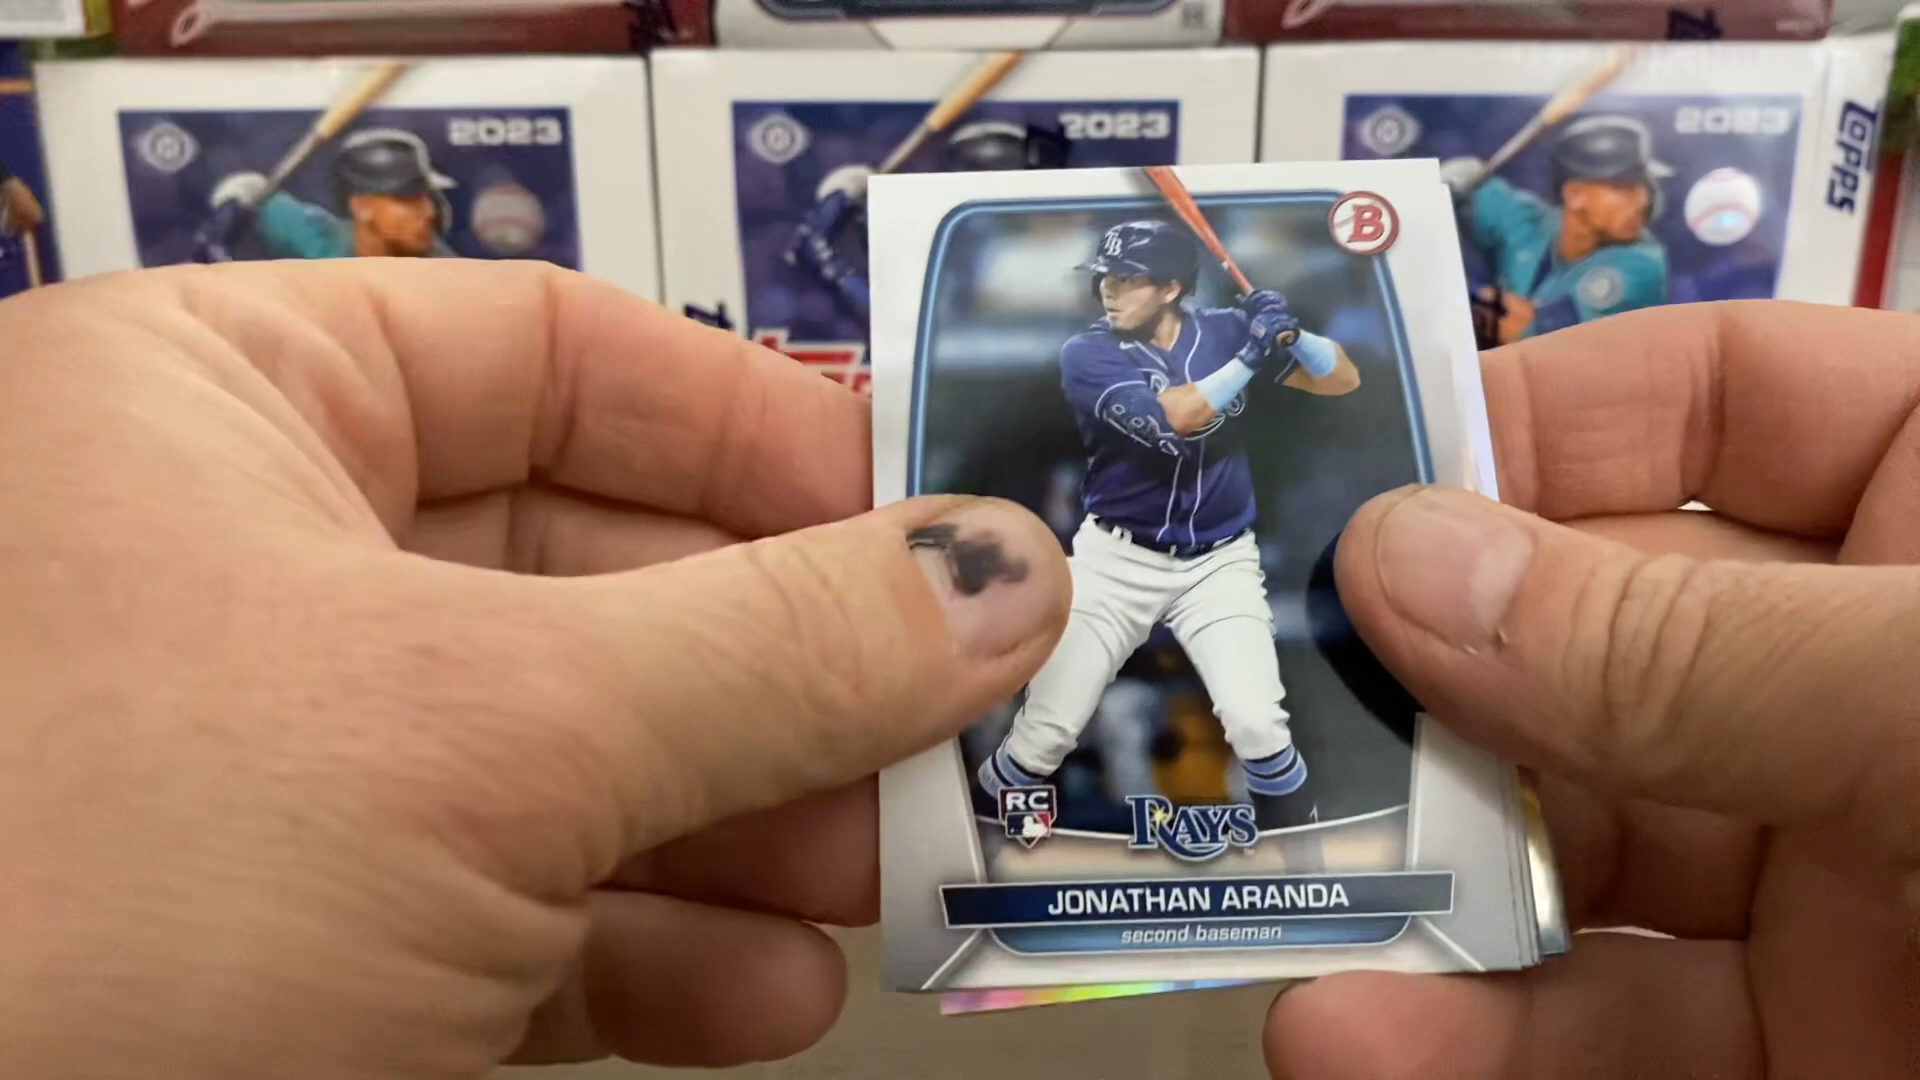 2023
2023
2023
Topps
B
TB
RC
RAYS
JONATHAN ARANDA
second baseman